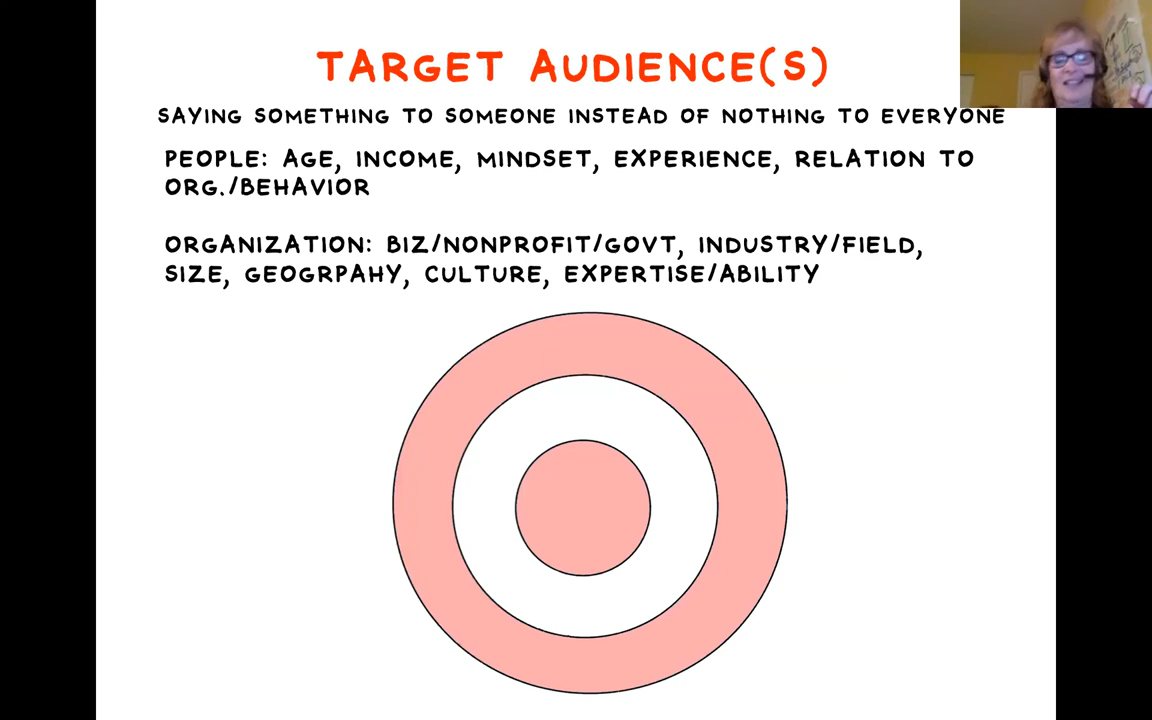 TARGET AUDIENCE(S)
SAYING SOMETHING TO SOMEONE INSTEAD OF NOTHING TO EVERYONE
PEOPLE: AGE, INCOME, MINDSET, EXPERIENCE, RELATION TO
ORG./BEHAVIOR
ORGANIZATION: BIZ/NONPROFIT/GOVT, INDUSTRY/FIELD,
SIZE, GEOGRPAHY, CULTURE, EXPERTISE/ABILITY